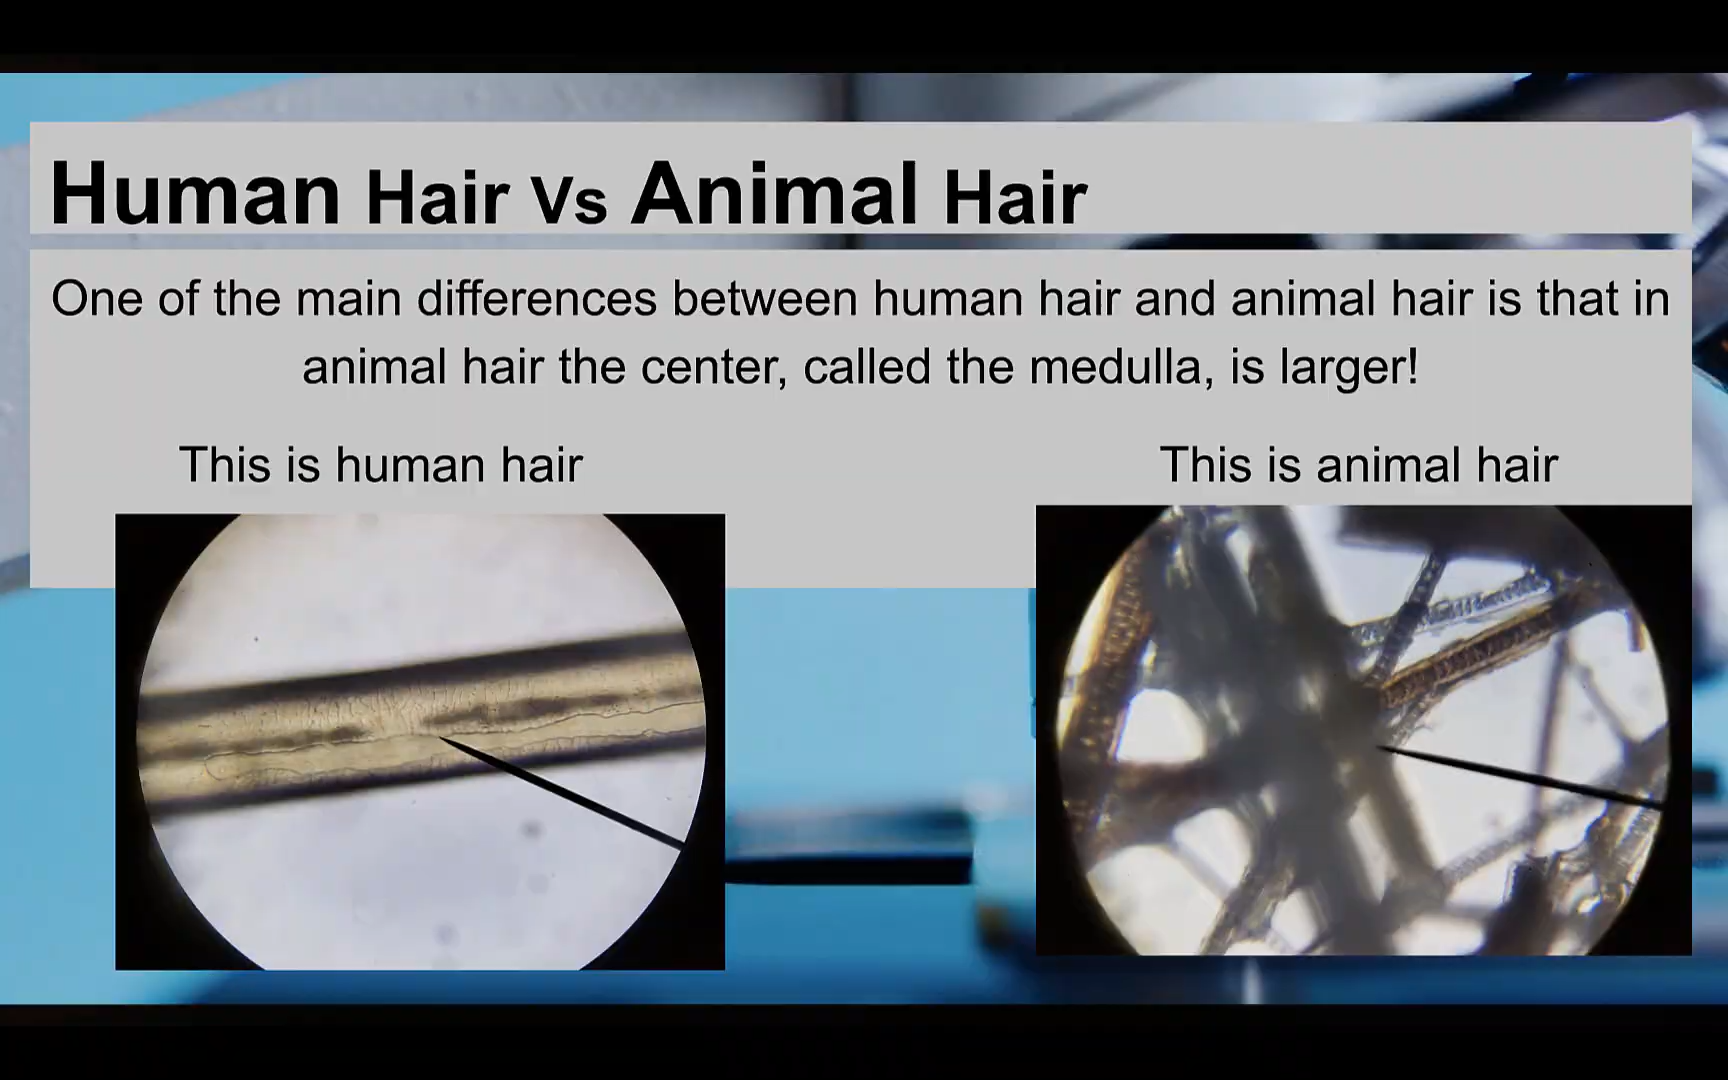 Human Hair Vs Animal Hair
One of the main differences between human hair and animal hair is that in
animal hair the center, called the medulla, is larger!
This is human hair
This is animal hair